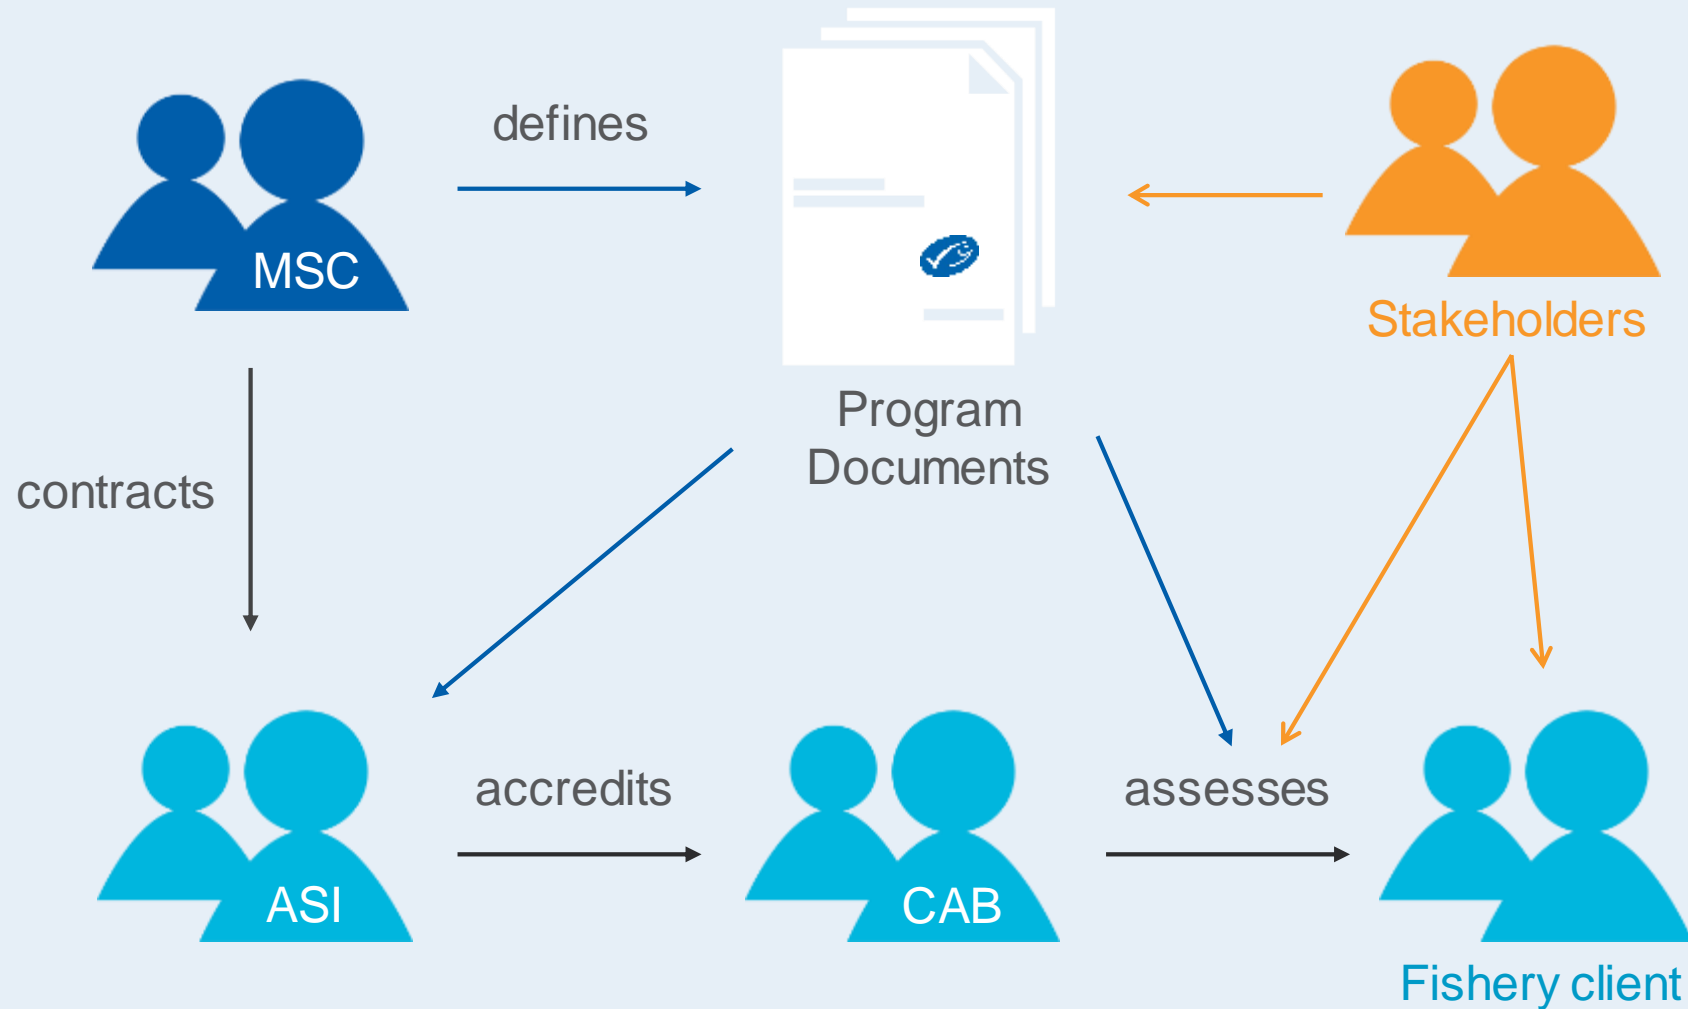 defines
MSC
Stakeholders
Program
Documents
contracts
accredits
assesses
ASI
CAB
Fishery client